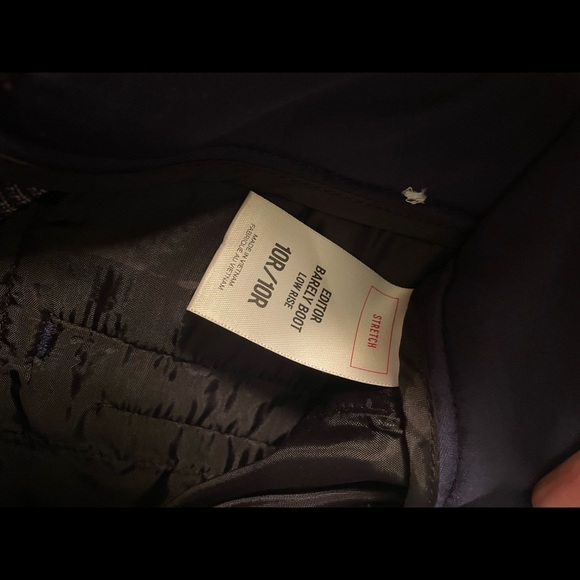 STRETCH
EDITOR
BARELY BOOT
LOW RISE
10R/10R
MADE IN VIETNAM
FABRIQUÉ AU VIETNAM